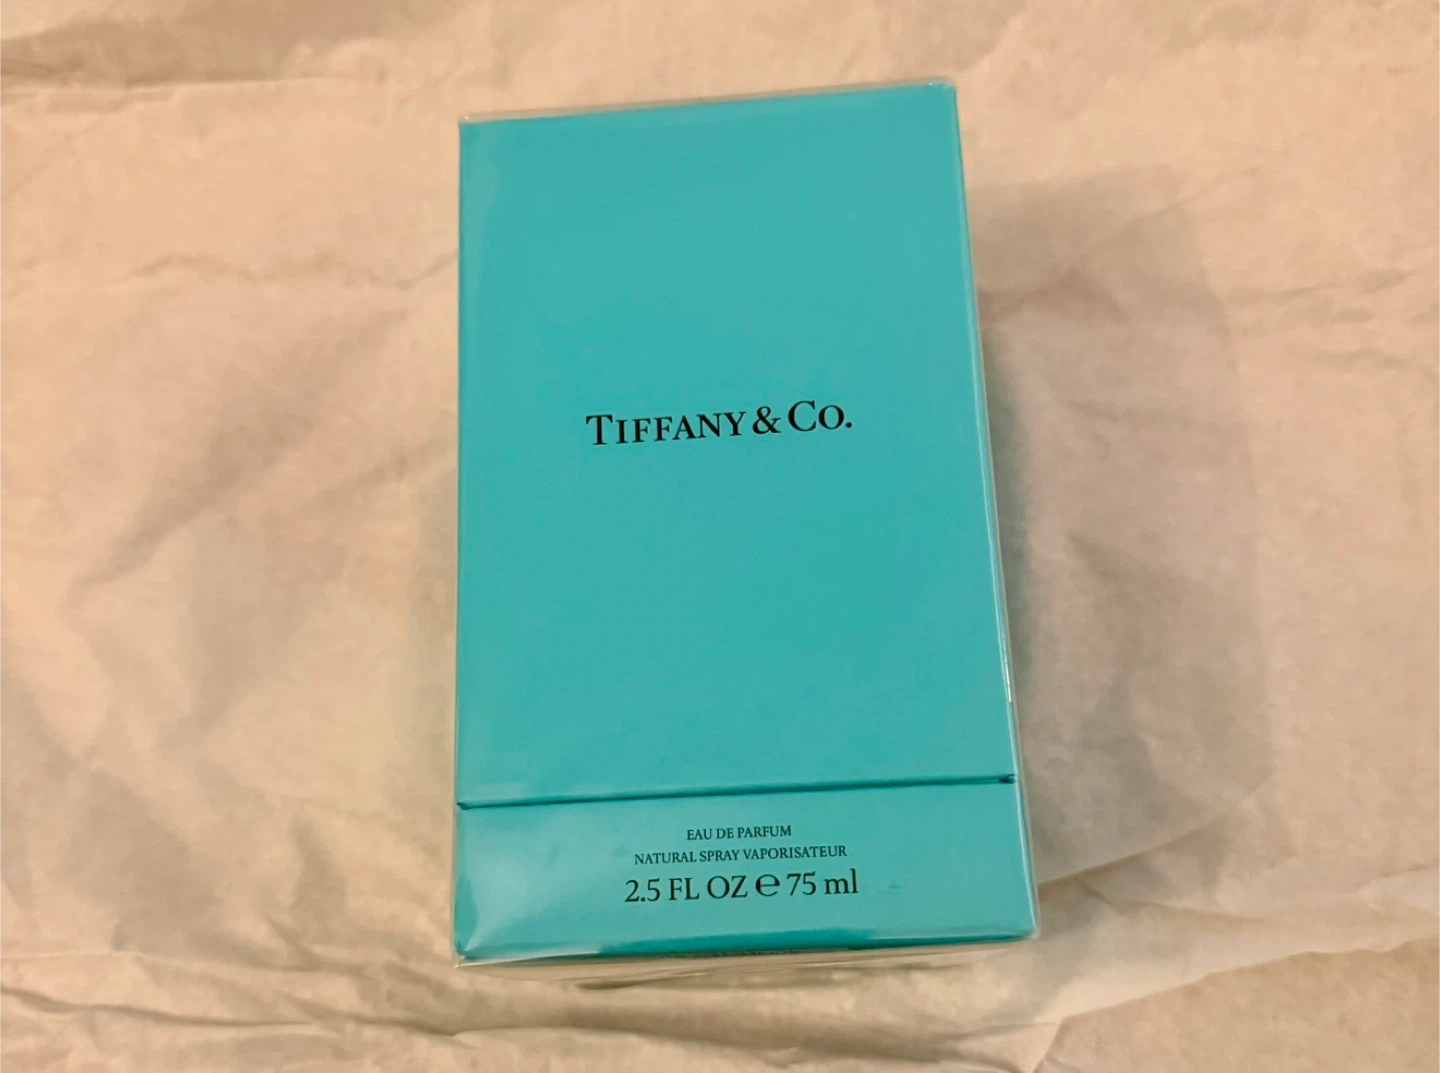 TIFFANY & CO.
EAU DE PARFUM
NATURAL SPRAY VAPORISATEUR
2.5 FL OZ ℮ 75 ml